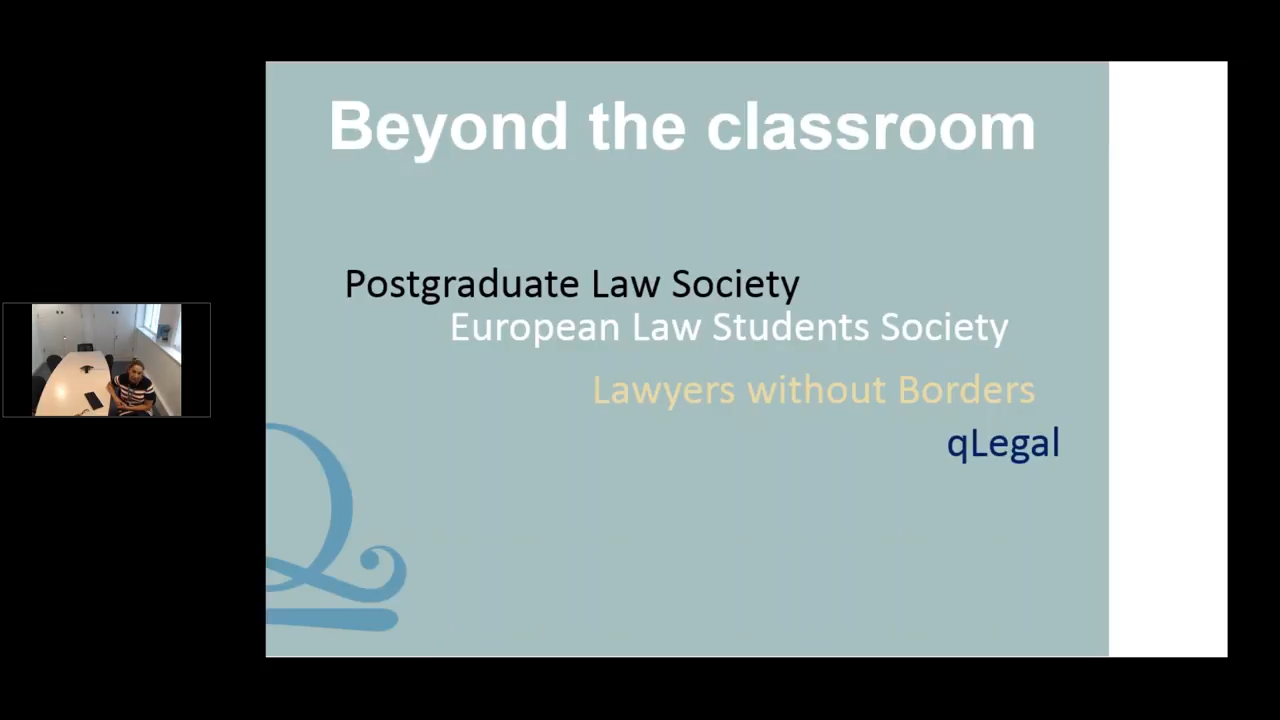 Beyond the classroom
Postgraduate Law Society
European Law Students Society
Lawyers without Borders
qLegal